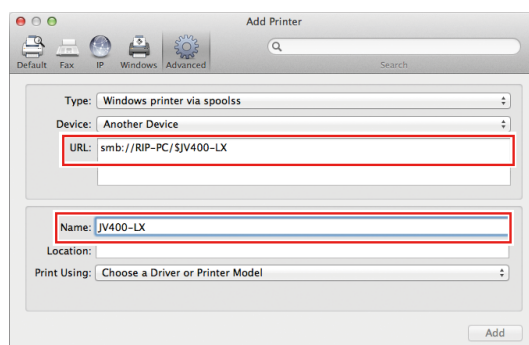 Add Printer
Default Fax IP Windows Advanced Search
Type: Windows printer via spoolss
Device: Another Device
URL: smb://RIP-PC/$JV400-LX
Name: JV400-LX
Location:
Print Using: Choose a Driver or Printer Model
Add